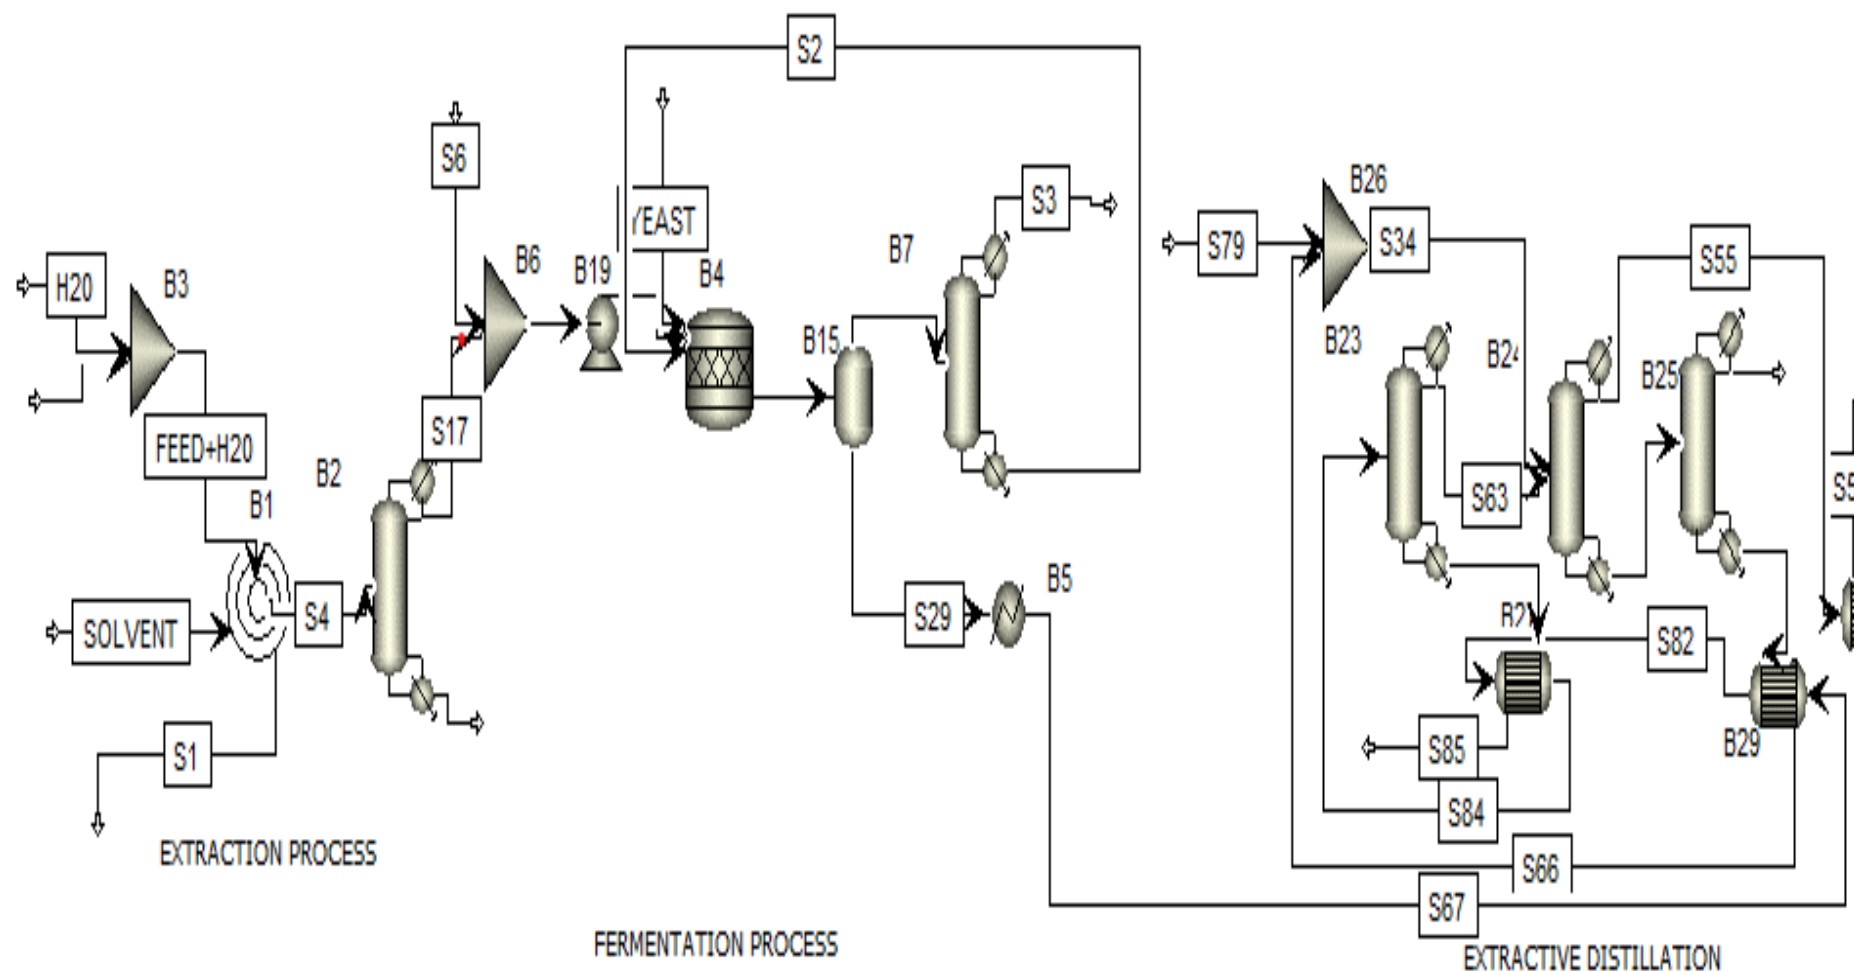 S2
S6
YEAST
S3
B26
S79
S34
S55
H20
B3
B6
B19
B4
B7
B15
B23
B24
B25
S17
FEED+H20
B2
B1
S63
SOLVENT
S4
S29
B5
S82
S1
S85
B29
S84
S66
S67
EXTRACTION PROCESS
FERMENTATION PROCESS
EXTRACTIVE DISTILLATION